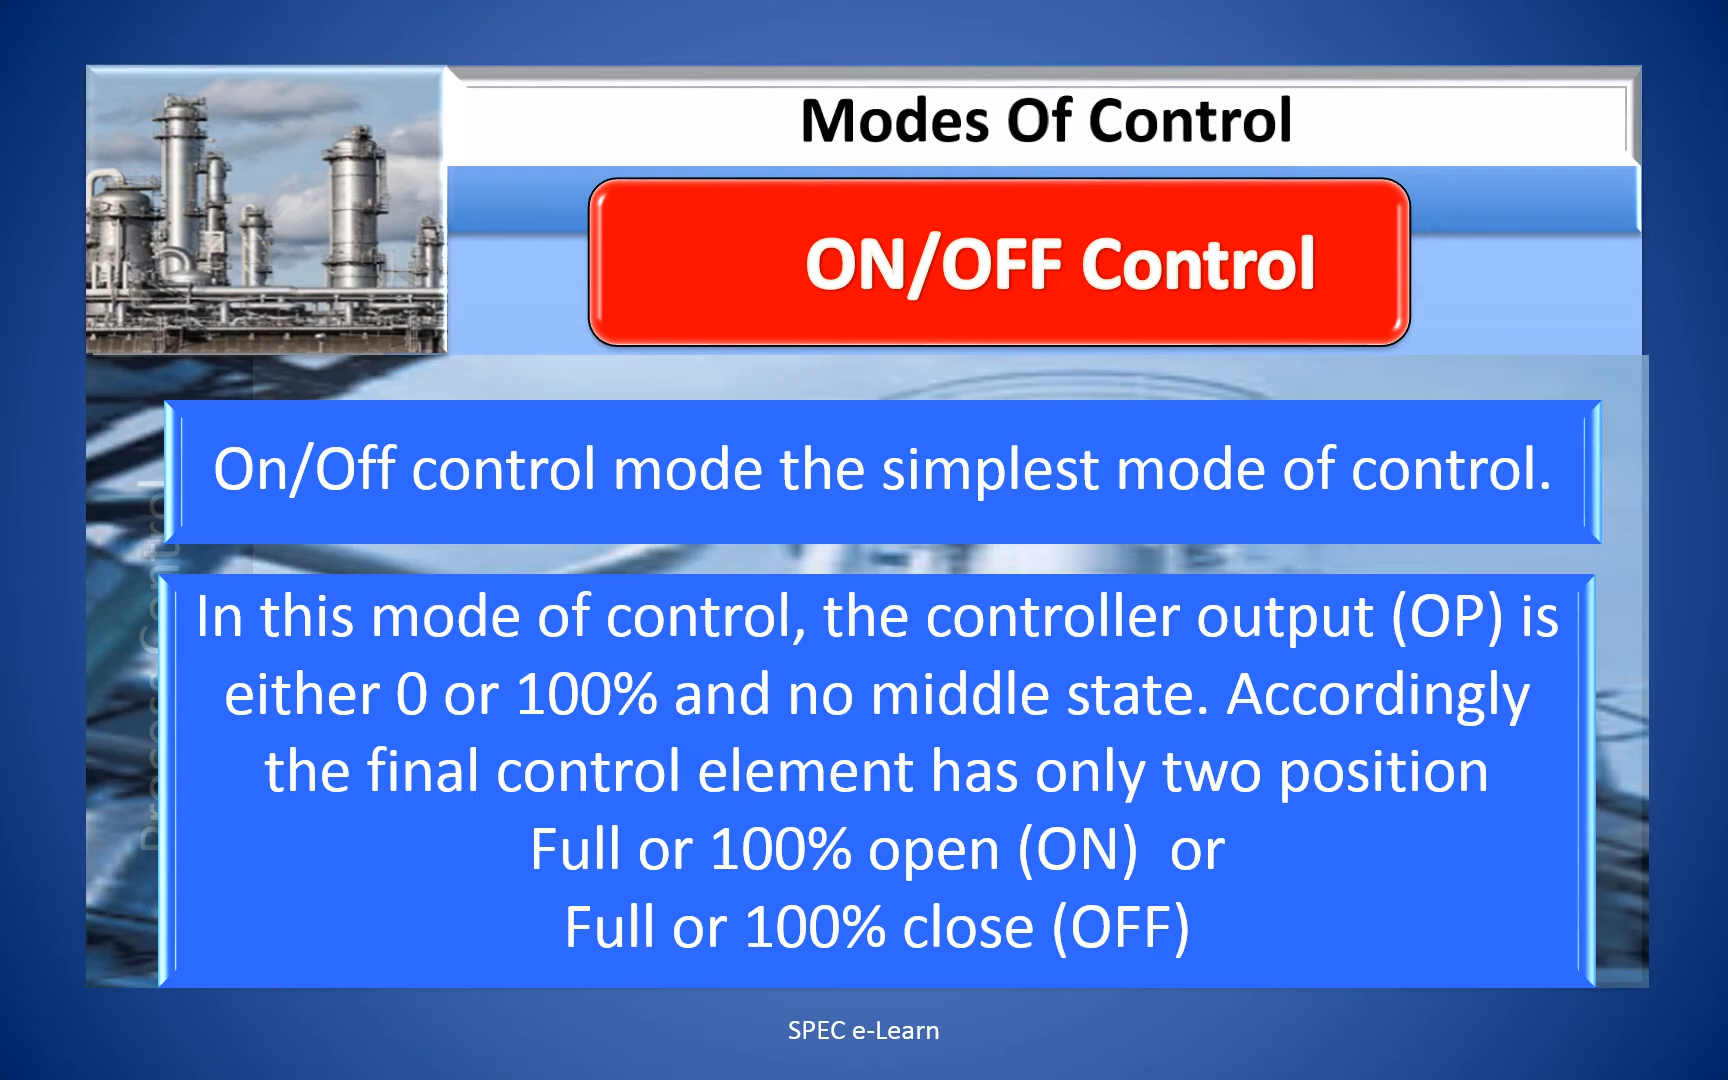 Modes Of Control
ON/OFF Control
On/Off control mode the simplest mode of control.
In this mode of control, the controller output (OP) is
either 0 or 100% and no middle state. Accordingly
the final control element has only two position
Full or 100% open (ON)  or
Full or 100% close (OFF)
Process Control
SPEC e-Learn